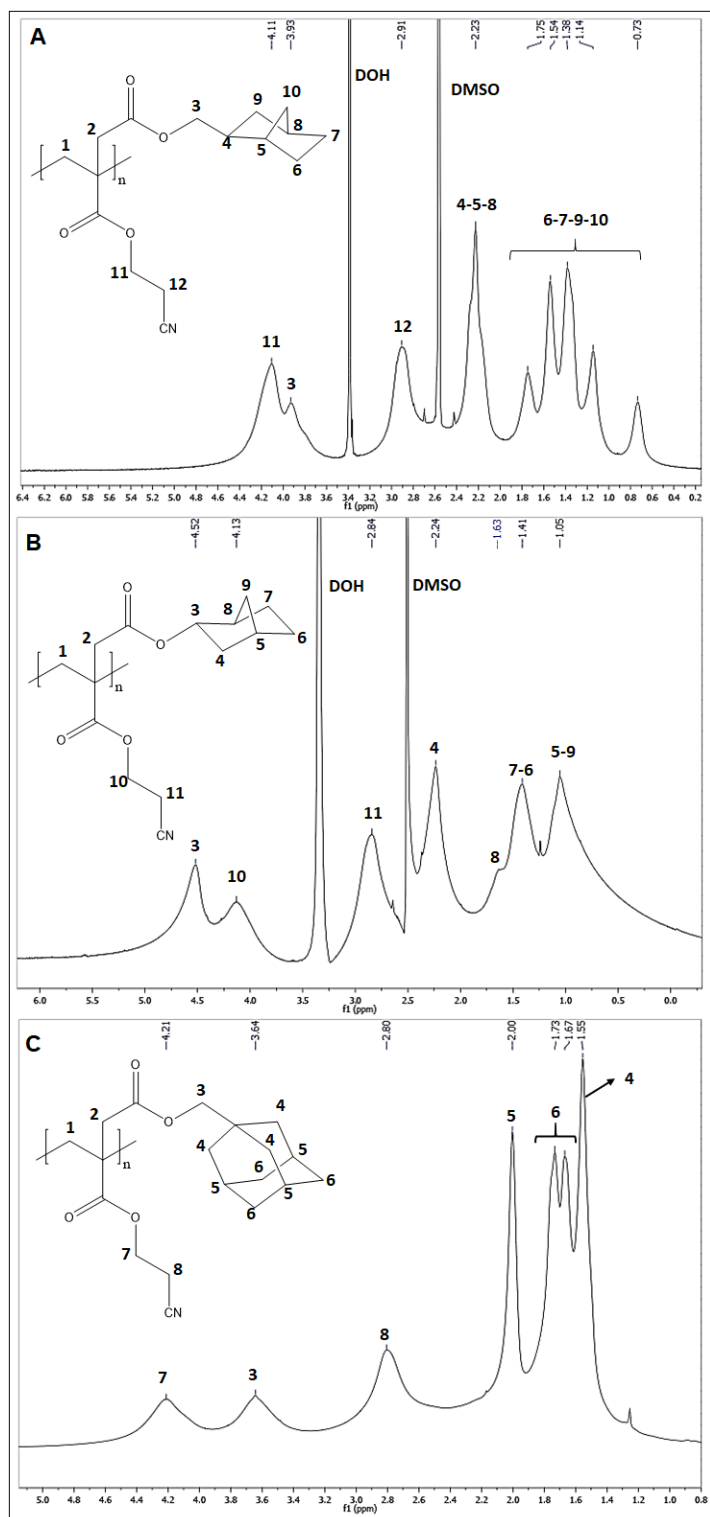 A
4.11 3.93 2.91 2.23 1.75 1.54 1.38 1.14 0.73
DOH
DMSO
O
3
9
10
2
O
4
8
7
1
5
6
n
O
O
11
12
CN
4-5-8
6-7-9-10
11
3
12
6.4 6.2 6.0 5.8 5.6 5.4 5.2 5.0 4.8 4.6 4.4 4.2 4.0 3.8 3.6 3.4 3.2 3.0 2.8 2.6 2.4 2.2 2.0 1.8 1.6 1.4 1.2 1.0 0.8 0.6 0.4 0.2
f1 (ppm)
B
4.52 4.13 2.84 2.24 1.63 1.41 1.05
DOH
DMSO
O
9
7
3
8
2
O
6
1
4
5
n
O
O
10
11
CN
3
10
11
4
8
7-6
5-9
6.0 5.5 5.0 4.5 4.0 3.5 3.0 2.5 2.0 1.5 1.0 0.5 0.0
f1 (ppm)
C
4.21 3.64 2.80 2.00 1.73 1.67 1.55
O
3
4
2
O
1
4
4
5
6
5
6
5
6
n
O
O
7
8
CN
7
3
8
5
6
4
5.0 4.8 4.6 4.4 4.2 4.0 3.8 3.6 3.4 3.2 3.0 2.8 2.6 2.4 2.2 2.0 1.8 1.6 1.4 1.2 1.0 0.8
f1 (ppm)